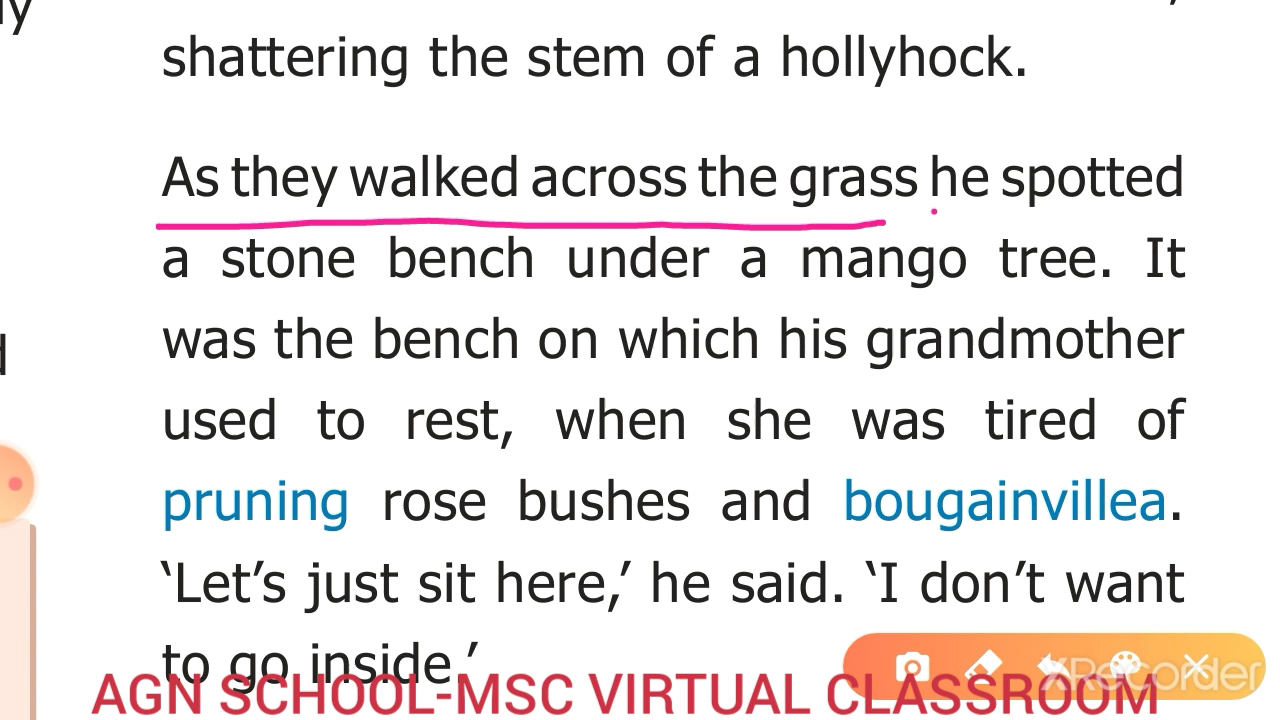 shattering the stem of a hollyhock.
As they walked across the grass he spotted
a stone bench under a mango tree. It
was the bench on which his grandmother
used to rest, when she was tired of
pruning rose bushes and bougainvillea.
‘Let’s just sit here,’ he said. ‘I don’t want
to go inside.’
XRecorder
AGN SCHOOL-MSC VIRTUAL CLASSROOM